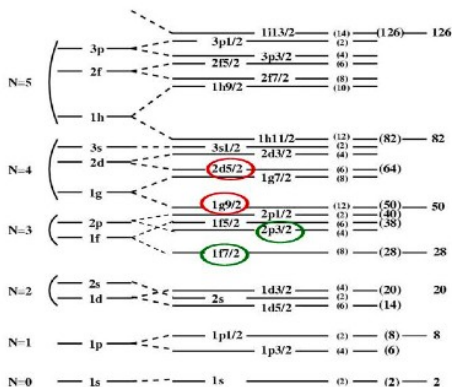 1i13/2 (14) (126) 126
3p 3p1/2 (2)
3p3/2 (4)
2f 2f5/2 (6)
N=5 2f7/2 (8)
1h9/2 (10)
1h
1h11/2 (12) (82) 82
3s 3s1/2 (2)
2d 2d3/2 (4)
N=4 2d5/2 (6) (64)
1g7/2 (8)
1g
1g9/2 (12) (50) 50
2p1/2 (2) (40)
N=3 2p 1f5/2 (6) (38)
2p3/2 (4)
1f
1f7/2 (8) (28) 28
2s
N=2 1d3/2 (4) (20) 20
1d 2s (2)
1d5/2 (6) (14)
1p1/2 (2) (8) 8
N=1 1p
1p3/2 (4) (6)
N=0 1s 1s (2) (2) 2